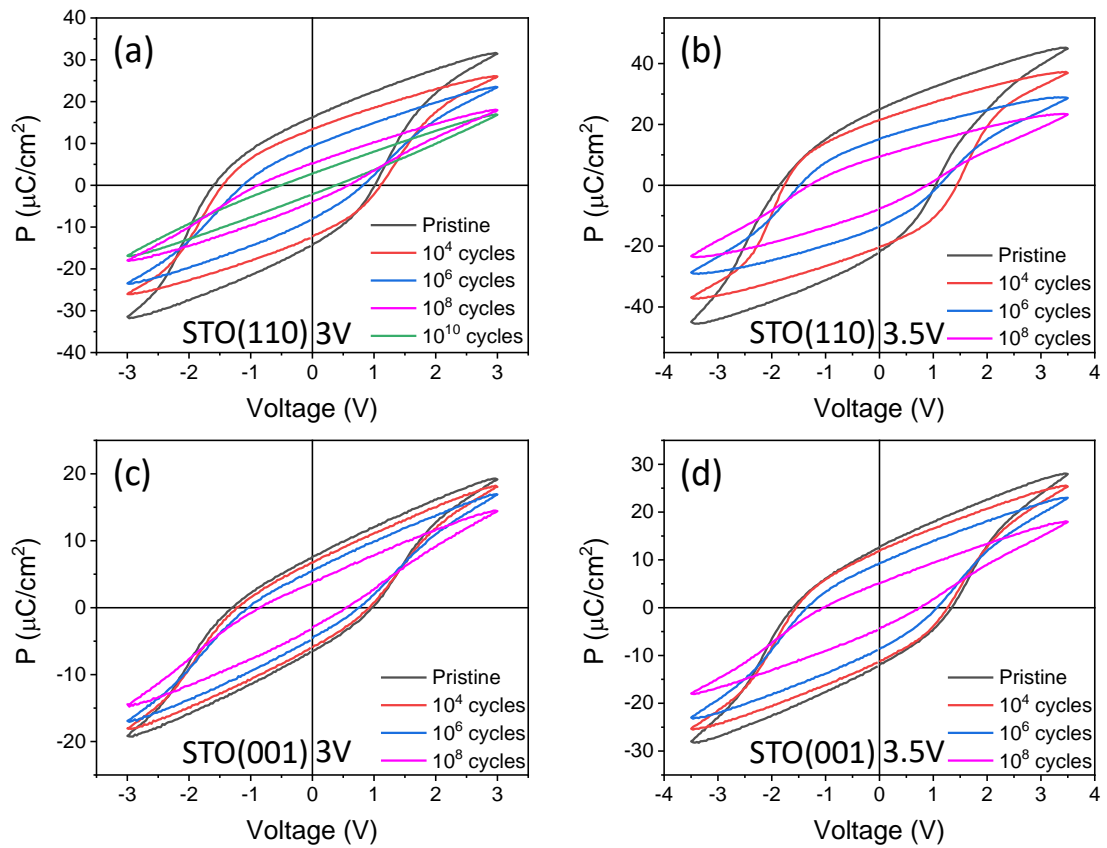 (a)
P (μC/cm²)
40
30
20
10
0
-10
-20
-30
-40
-3
-2
-1
0
1
2
3
Voltage (V)
Pristine
10⁴ cycles
10⁶ cycles
10⁸ cycles
10¹⁰ cycles
STO(110) 3V
(b)
P (μC/cm²)
40
20
0
-20
-40
-4
-3
-2
-1
0
1
2
3
4
Voltage (V)
Pristine
10⁴ cycles
10⁶ cycles
10⁸ cycles
STO(110) 3.5V
(c)
P (μC/cm²)
20
10
0
-10
-20
-3
-2
-1
0
1
2
3
Voltage (V)
Pristine
10⁴ cycles
10⁶ cycles
10⁸ cycles
STO(001) 3V
(d)
P (μC/cm²)
30
20
10
0
-10
-20
-30
-4
-3
-2
-1
0
1
2
3
4
Voltage (V)
Pristine
10⁴ cycles
10⁶ cycles
10⁸ cycles
STO(001) 3.5V